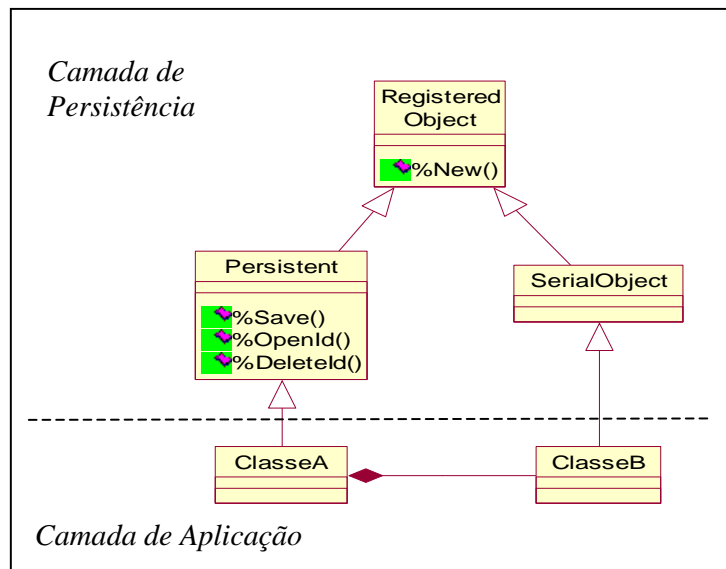 Camada de
Persistência
Registered
Object
%New()
Persistent
%Save()
%OpenId()
%DeleteId()
SerialObject
ClasseA
ClasseB
Camada de Aplicação